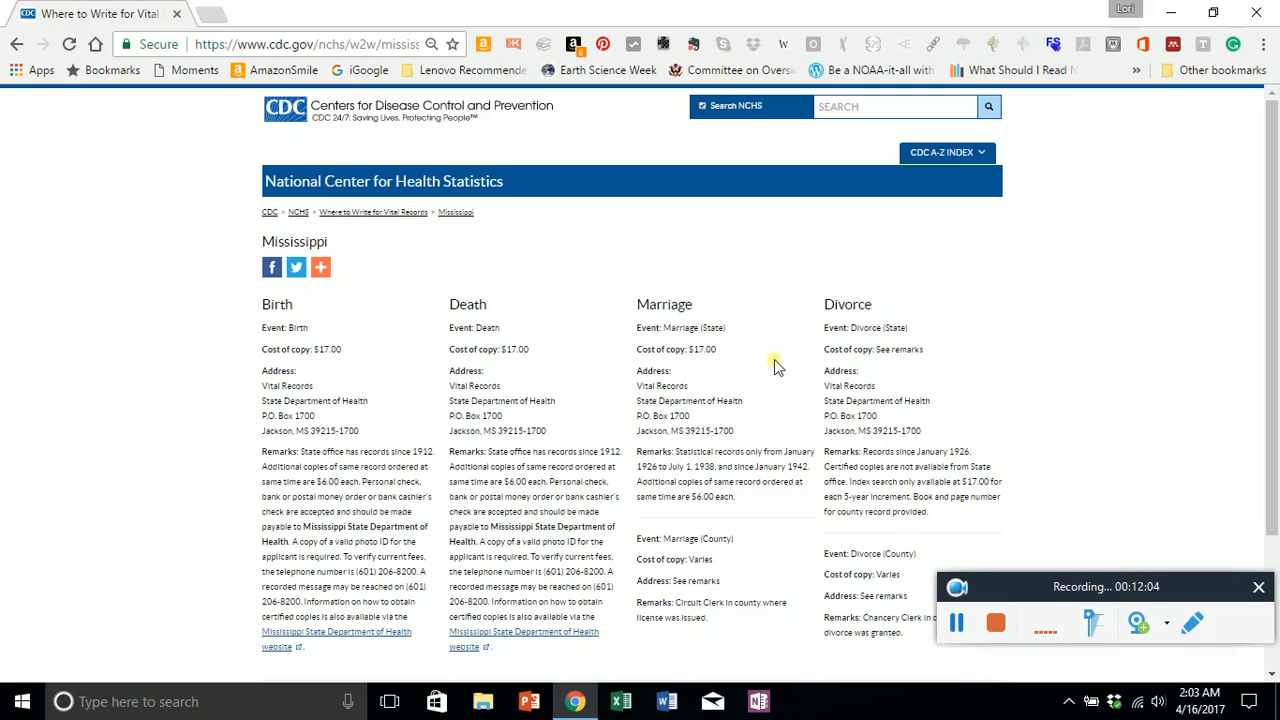 Where to Write for Vital
Lori
Secure
https://www.cdc.gov/nchs/w2w/mississ
Apps
Bookmarks
Moments
AmazonSmile
iGoogle
Lenovo Recommende
Earth Science Week
Committee on Oversi
Be a NOAA-it-all with
What Should I Read N
»
Other bookmarks
CDC Centers for Disease Control and Prevention
CDC 24/7: Saving Lives, Protecting People™
Search NCHS
SEARCH
CDC A-Z INDEX
National Center for Health Statistics
CDC > NCHS > Where to Write for Vital Records > Mississippi
Mississippi
Birth
Event: Birth
Cost of copy: $17.00
Address:
Vital Records
State Department of Health
P.O. Box 1700
Jackson, MS 39215-1700
Remarks: State office has records since 1912.
Additional copies of same record ordered at
same time are $6.00 each. Personal check,
bank or postal money order or bank cashier's
check are accepted and should be made
payable to Mississippi State Department of
Health. A copy of a valid photo ID for the
applicant is required. To verify current fees,
the telephone number is (601) 206-8200. A
recorded message may be reached on (601)
206-8200. Information on how to obtain
certified copies is also available via the
Mississippi State Department of Health
website .
Death
Event: Death
Cost of copy: $17.00
Address:
Vital Records
State Department of Health
P.O. Box 1700
Jackson, MS 39215-1700
Remarks: State office has records since 1912.
Additional copies of same record ordered at
same time are $6.00 each. Personal check,
bank or postal money order or bank cashier's
check are accepted and should be made
payable to Mississippi State Department of
Health. A copy of a valid photo ID for the
applicant is required. To verify current fees,
the telephone number is (601) 206-8200. A
recorded message may be reached on (601)
206-8200. Information on how to obtain
certified copies is also available via the
Mississippi State Department of Health
website .
Marriage
Event: Marriage (State)
Cost of copy: $17.00
Address:
Vital Records
State Department of Health
P.O. Box 1700
Jackson, MS 39215-1700
Remarks: Statistical records only from January
1926 to July 1, 1938, and since January 1942.
Additional copies of same record ordered at
same time are $6.00 each.
Event: Marriage (County)
Cost of copy: Varies
Address: See remarks
Remarks: Circuit Clerk in county where
license was issued.
Divorce
Event: Divorce (State)
Cost of copy: See remarks
Address:
Vital Records
State Department of Health
P.O. Box 1700
Jackson, MS 39215-1700
Remarks: Records since January 1926.
Certified copies are not available from State
office. Index search only available at $17.00 for
each 5-year increment. Book and page number
for county record provided.
Event: Divorce (County)
Cost of copy: Varies
Address: See remarks
Remarks: Chancery Clerk in
divorce was granted.
Recording... 00:12:04
Type here to search
2:03 AM
4/16/2017